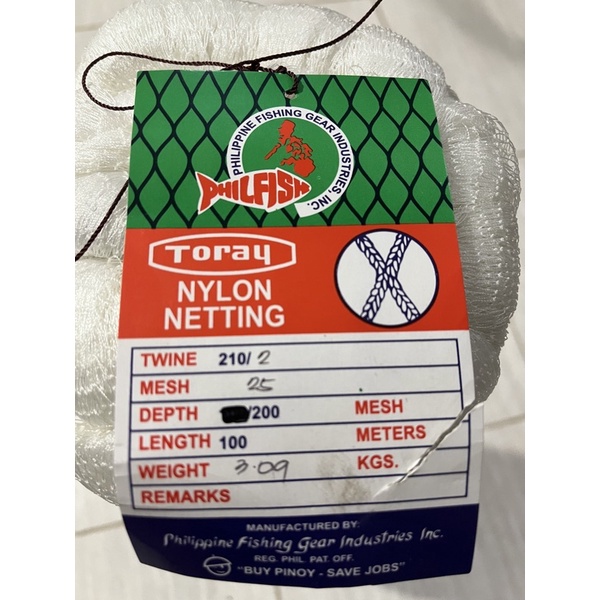 PHILIPPINE FISHING GEAR INDUSTRIES, INC.
PHILFISH
Toray
NYLON
NETTING
TWINE 210/2
MESH 25
DEPTH /200 MESH
LENGTH 100 METERS
WEIGHT 3.09 KGS.
REMARKS
MANUFACTURED BY:
Philippine Fishing Gear Industries Inc.
REG. PHIL. PAT. OFF.
"BUY PINOY - SAVE JOBS"